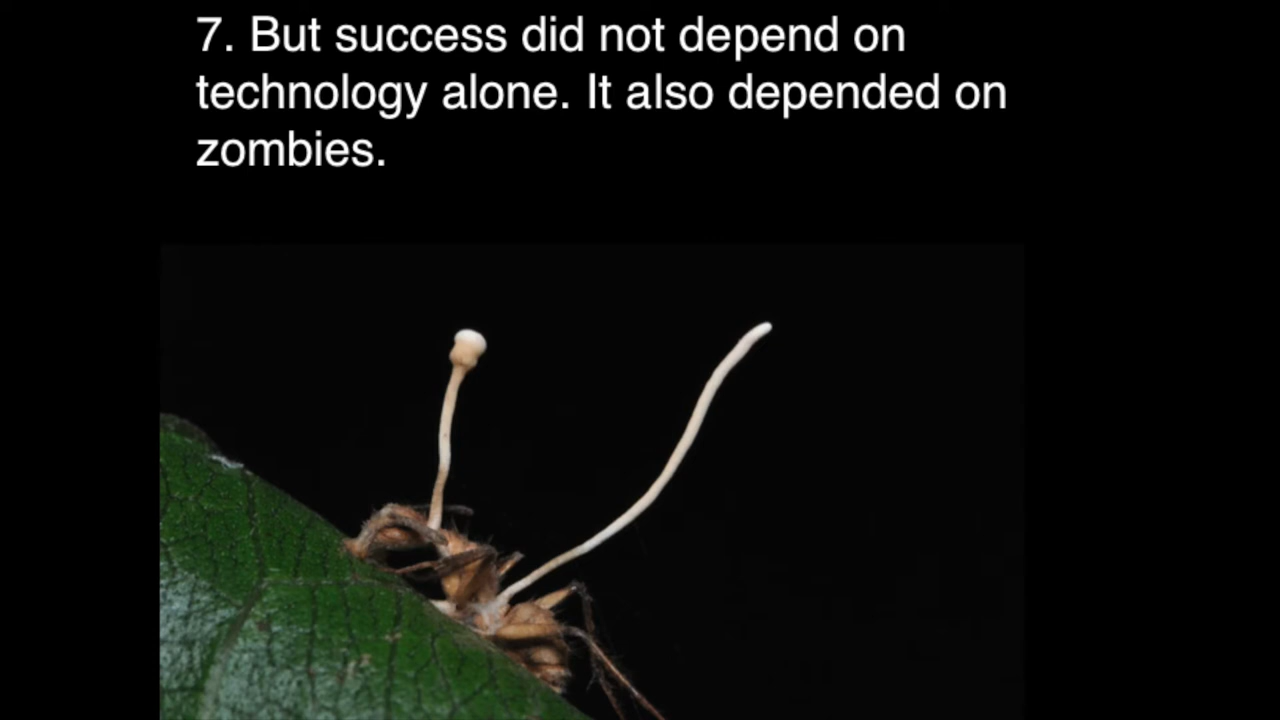 7. But success did not depend on
technology alone. It also depended on
zombies.